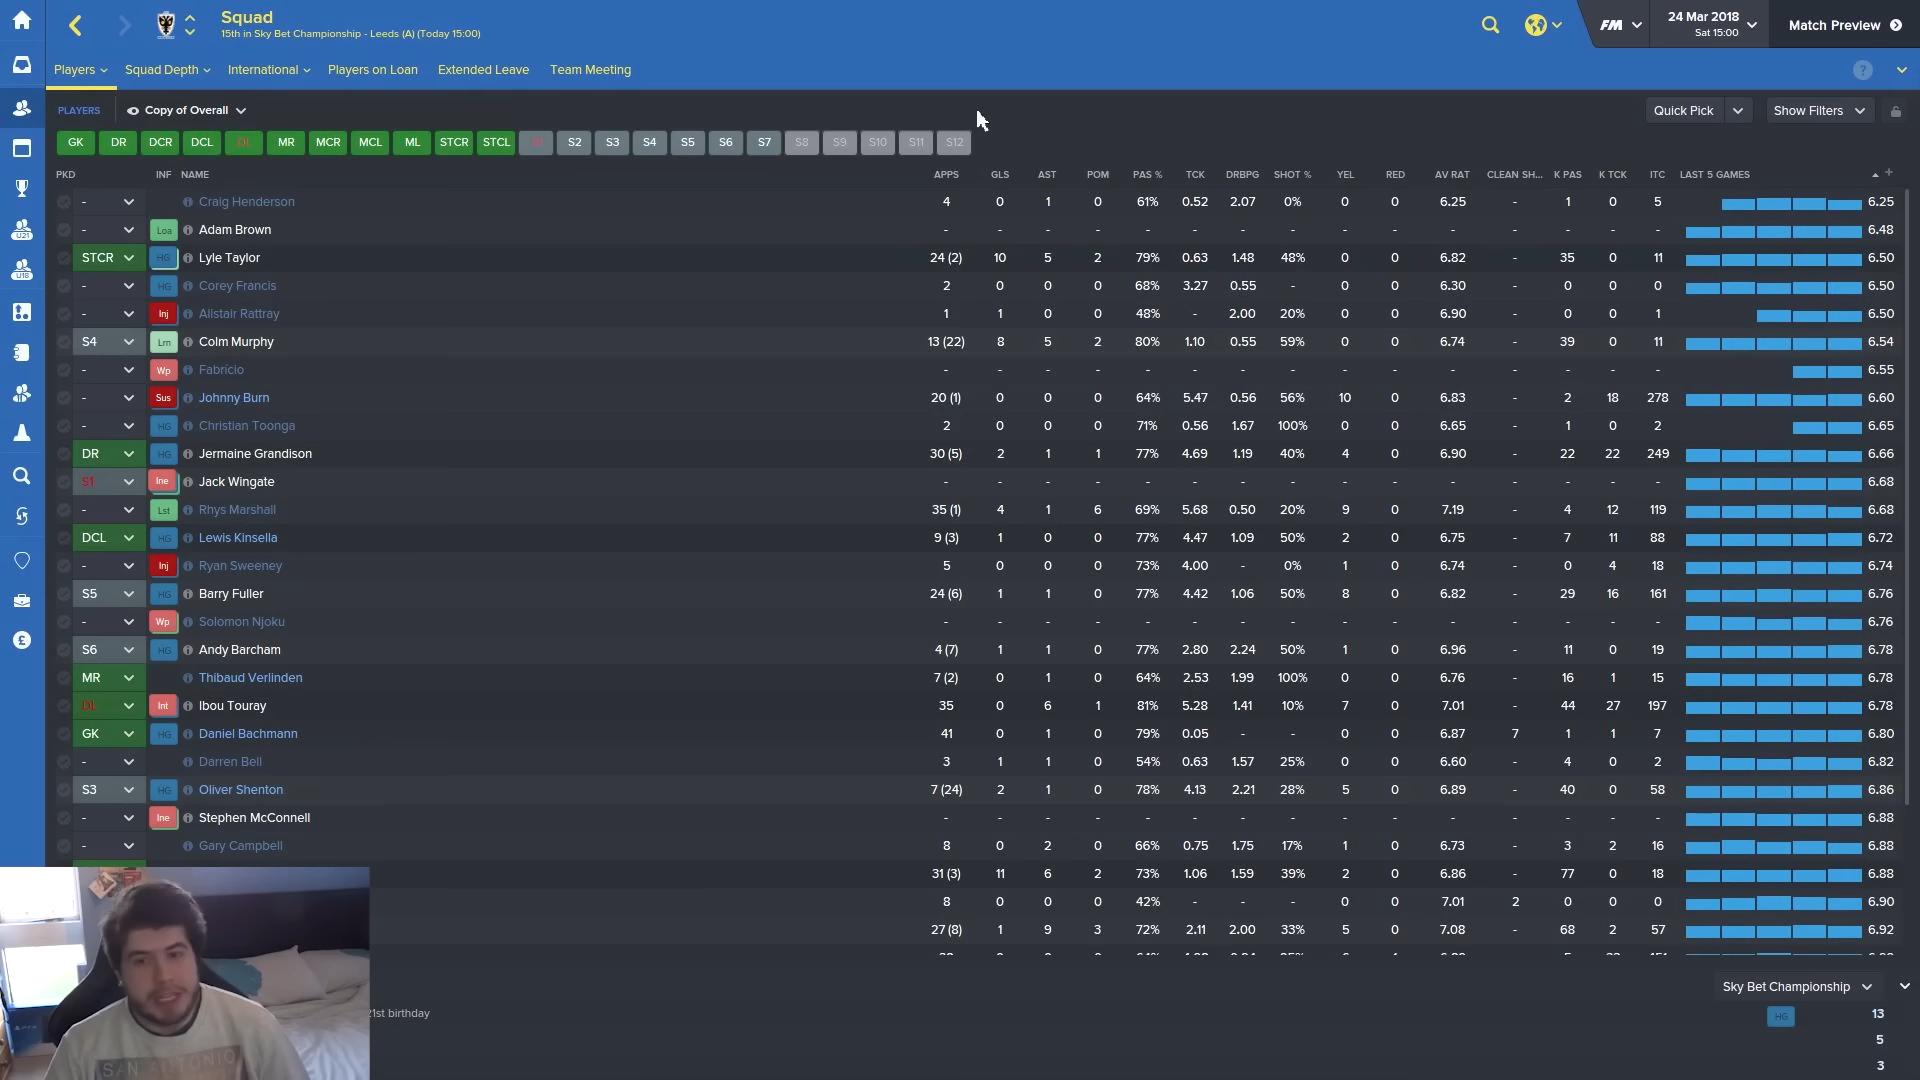 Squad
15th in Sky Bet Championship - Leeds (A) (Today 15:00)
FM
24 Mar 2018
Sat 15:00
Match Preview
Players Squad Depth International Players on Loan Extended Leave Team Meeting
PLAYERS Copy of Overall Quick Pick Show Filters
GK DR DCR DCL DL MR MCR MCL ML STCR STCL S1 S2 S3 S4 S5 S6 S7 S8 S9 S10 S11 S12
PKD INF NAME APPS GLS AST POM PAS % TCK DRBPG SHOT % YEL RED AV RAT CLEAN SH... K PAS K TCK ITC LAST 5 GAMES
- Craig Henderson 4 0 1 0 61% 0.52 2.07 0% 0 0 6.25 - 1 0 5 6.25
- Loa Adam Brown - - - - - - - - - - - - - - - 6.48
STCR HG Lyle Taylor 24 (2) 10 5 2 79% 0.63 1.48 48% 0 0 6.82 - 35 0 11 6.50
- HG Corey Francis 2 0 0 0 68% 3.27 0.55 - 0 0 6.30 - 0 0 0 6.50
- Inj Alistair Rattray 1 1 0 0 48% - 2.00 20% 0 0 6.90 - 0 0 1 6.50
S4 Lrn Colm Murphy 13 (22) 8 5 2 80% 1.10 0.55 59% 0 0 6.74 - 39 0 11 6.54
- Wp Fabrício - - - - - - - - - - - - - - - 6.55
- Sus Johnny Burn 20 (1) 0 0 0 64% 5.47 0.56 56% 10 0 6.83 - 2 18 278 6.60
- HG Christian Toonga 2 0 0 0 71% 0.56 1.67 100% 0 0 6.65 - 1 0 2 6.65
DR HG Jermaine Grandison 30 (5) 2 1 1 77% 4.69 1.19 40% 4 0 6.90 - 22 22 249 6.66
S1 Ine Jack Wingate - - - - - - - - - - - - - - - 6.68
- Lst Rhys Marshall 35 (1) 4 1 6 69% 5.68 0.50 20% 9 0 7.19 - 4 12 119 6.68
DCL HG Lewis Kinsella 9 (3) 1 0 0 77% 4.47 1.09 50% 2 0 6.75 - 7 11 88 6.72
- Inj Ryan Sweeney 5 0 0 0 73% 4.00 - 0% 1 0 6.74 - 0 4 18 6.74
S5 HG Barry Fuller 24 (6) 1 1 0 77% 4.42 1.06 50% 8 0 6.82 - 29 16 161 6.76
- Wp Solomon Njoku - - - - - - - - - - - - - - - 6.76
S6 HG Andy Barcham 4 (7) 1 1 0 77% 2.80 2.24 50% 1 0 6.96 - 11 0 19 6.78
MR Thibaud Verlinden 7 (2) 0 1 0 64% 2.53 1.99 100% 0 0 6.76 - 16 1 15 6.78
DL Int Ibou Touray 35 0 6 1 81% 5.28 1.41 10% 7 0 7.01 - 44 27 197 6.78
GK HG Daniel Bachmann 41 0 1 0 79% 0.05 - - 0 0 6.87 7 1 1 7 6.80
- Darren Bell 3 1 1 0 54% 0.63 1.57 25% 0 0 6.60 - 4 0 2 6.82
S3 HG Oliver Shenton 7 (24) 2 1 0 78% 4.13 2.21 28% 5 0 6.89 - 40 0 58 6.86
- Ine Stephen McConnell - - - - - - - - - - - - - - - 6.88
- Gary Campbell 8 0 2 0 66% 0.75 1.75 17% 1 0 6.73 - 3 2 16 6.88
31 (3) 11 6 2 73% 1.06 1.59 39% 2 0 6.86 - 77 0 18 6.88
8 0 0 0 42% - - - 0 0 7.01 2 0 0 0 6.90
27 (8) 1 9 3 72% 2.11 2.00 33% 5 0 7.08 - 68 2 57 6.92
Sky Bet Championship
21st birthday HG 13
5
3
SAN ANTONIO